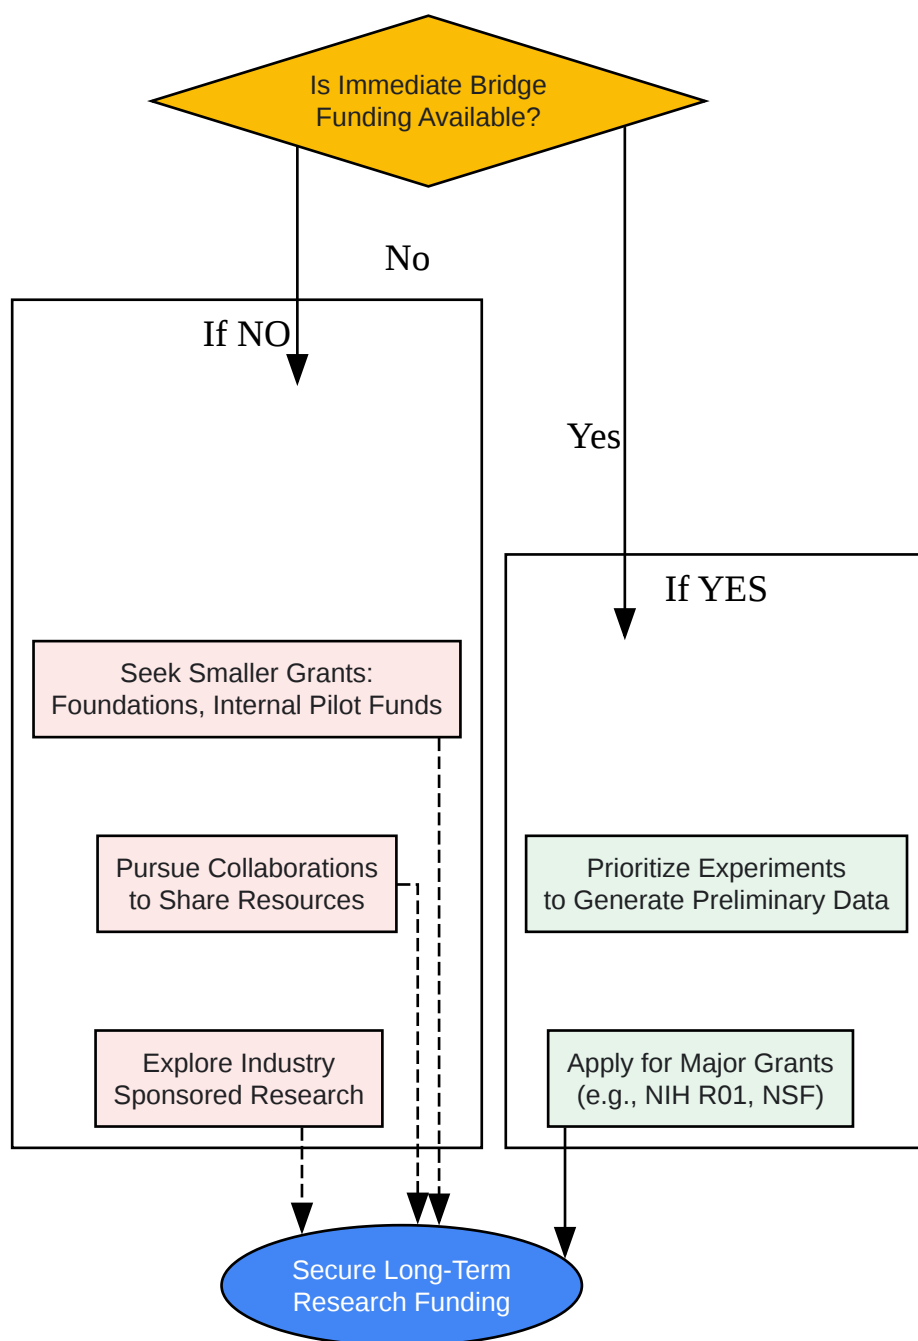 Is Immediate Bridge
Funding Available?
No
If NO
Yes
If YES
Seek Smaller Grants:
Foundations, Internal Pilot Funds
Pursue Collaborations
to Share Resources
Prioritize Experiments
to Generate Preliminary Data
Explore Industry
Sponsored Research
Apply for Major Grants
(e.g., NIH R01, NSF)
Secure Long-Term
Research Funding